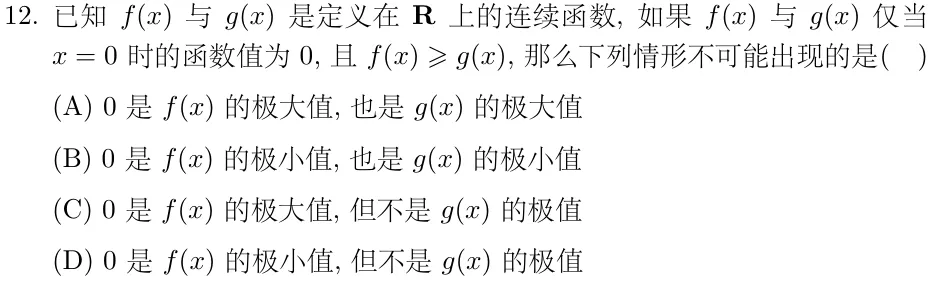 12. 已知 f(x) 与 g(x) 是定义在 R 上的连续函数, 如果 f(x) 与 g(x) 仅当
x = 0 时的函数值为 0, 且 f(x) ⩾ g(x), 那么下列情形不可能出现的是( )
(A) 0 是 f(x) 的极大值, 也是 g(x) 的极大值
(B) 0 是 f(x) 的极小值, 也是 g(x) 的极小值
(C) 0 是 f(x) 的极大值, 但不是 g(x) 的极值
(D) 0 是 f(x) 的极小值, 但不是 g(x) 的极值